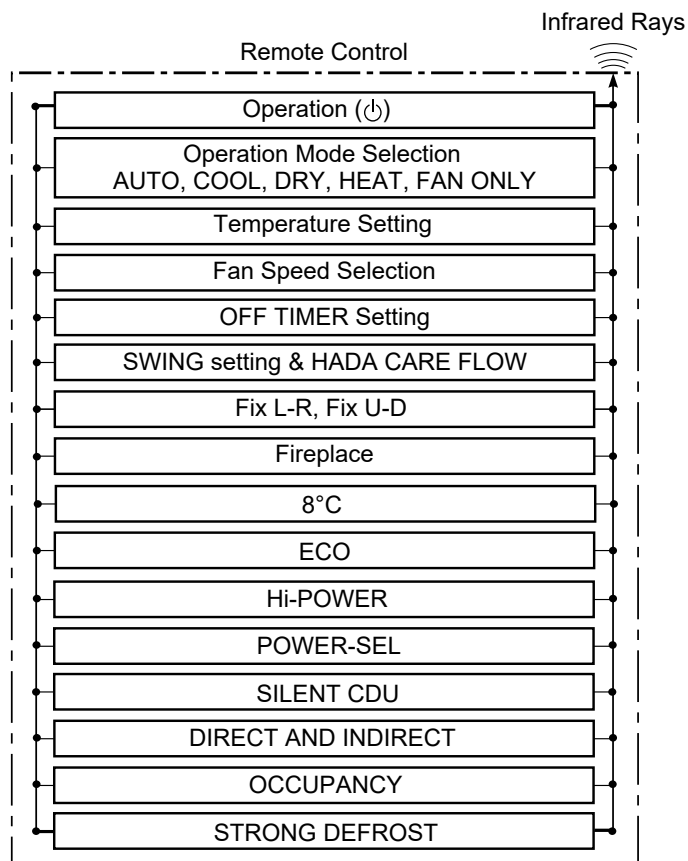 Infrared Rays
Remote Control
Operation (⏻)
Operation Mode Selection
AUTO, COOL, DRY, HEAT, FAN ONLY
Temperature Setting
Fan Speed Selection
OFF TIMER Setting
SWING setting & HADA CARE FLOW
Fix L-R, Fix U-D
Fireplace
8°C
ECO
Hi-POWER
POWER-SEL
SILENT CDU
DIRECT AND INDIRECT
OCCUPANCY
STRONG DEFROST